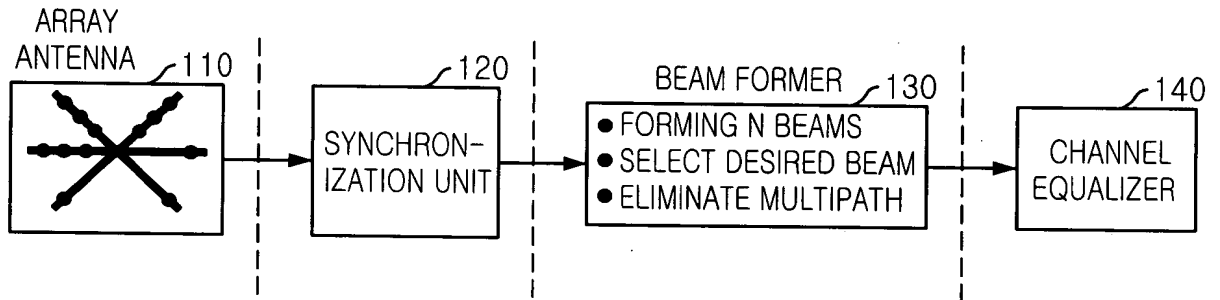 ARRAY
ANTENNA
110
120
SYNCHRON-
IZATION UNIT
BEAM FORMER
130
● FORMING N BEAMS
● SELECT DESIRED BEAM
● ELIMINATE MULTIPATH
140
CHANNEL
EQUALIZER